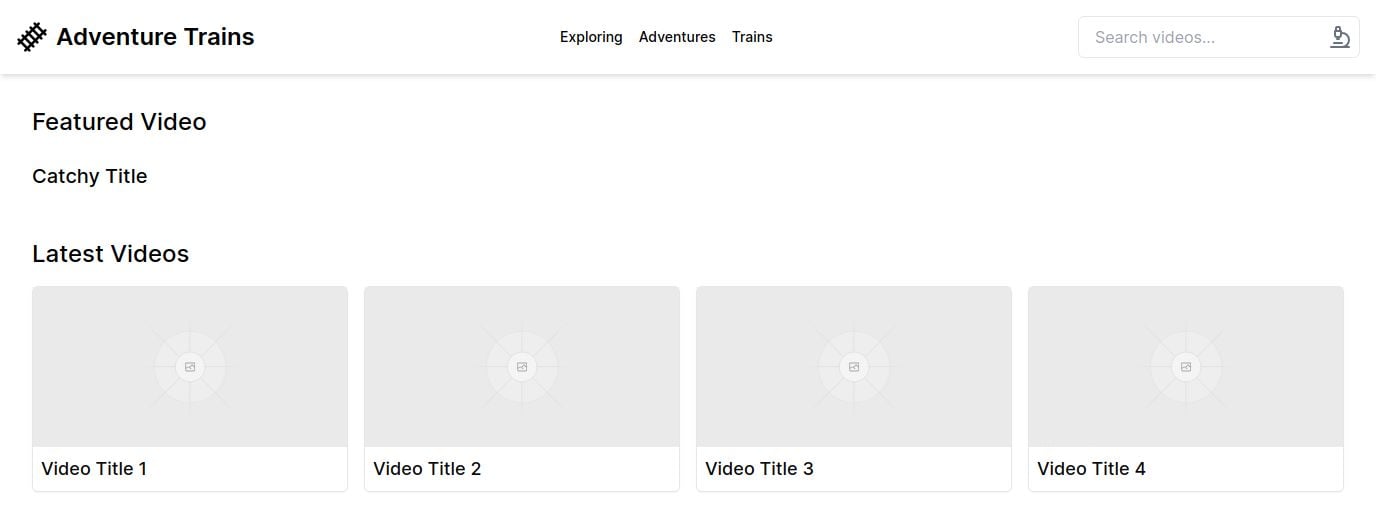 Adventure Trains
Exploring Adventures Trains
Search videos...
Featured Video
Catchy Title
Latest Videos
Video Title 1
Video Title 2
Video Title 3
Video Title 4